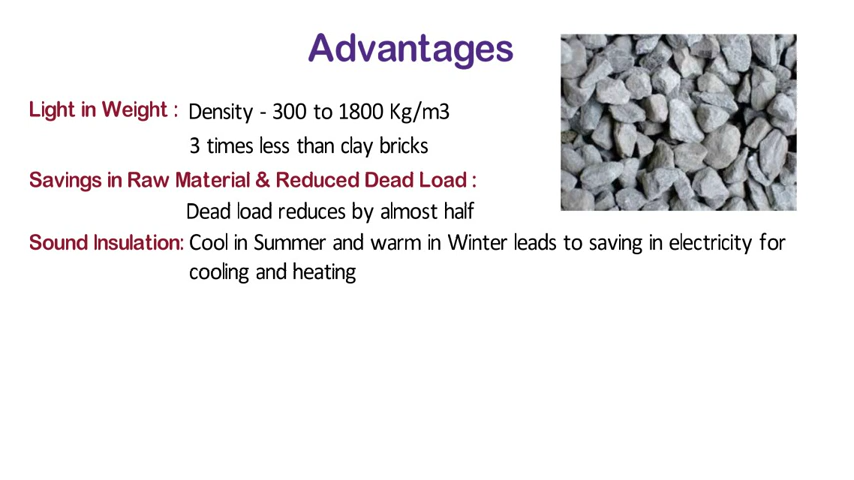 Advantages
Light in Weight : Density - 300 to 1800 Kg/m3
3 times less than clay bricks
Savings in Raw Material & Reduced Dead Load :
Dead load reduces by almost half
Sound Insulation: Cool in Summer and warm in Winter leads to saving in electricity for
cooling and heating